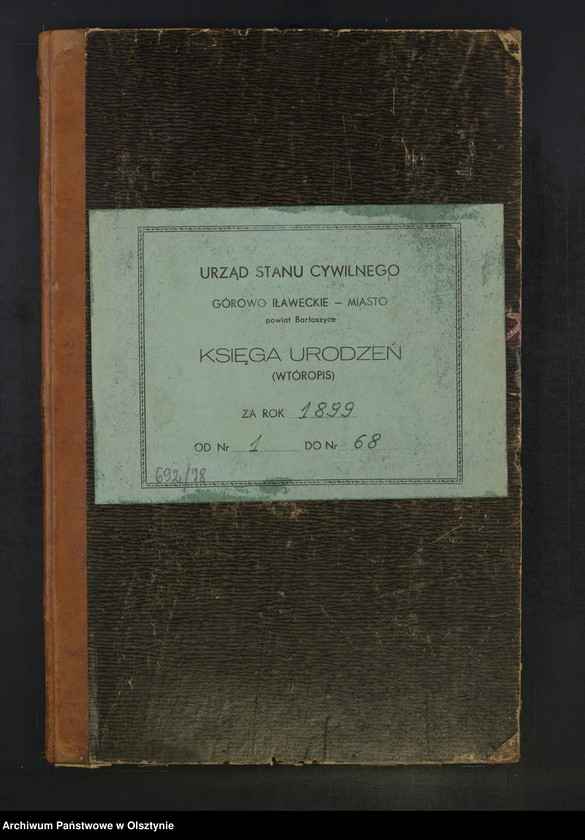 URZĄD STANU CYWILNEGO
GÓROWO IŁAWECKIE – MIASTO
powiat Bartoszyce
KSIĘGA URODZEŃ
(WTÓROPIS)
ZA ROK 1899
OD Nr 1 DO Nr 68
692/98
Archiwum Państwowe w Olsztynie